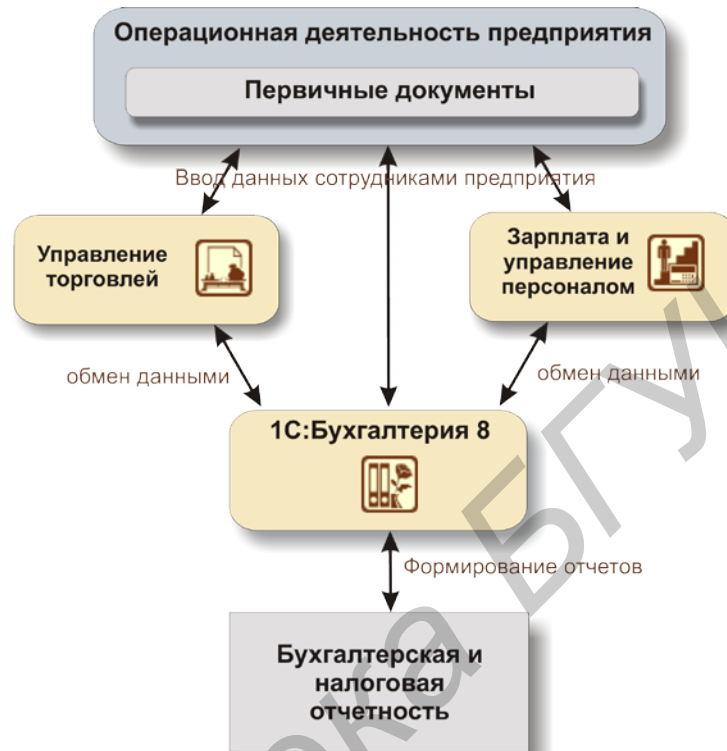 Операционная деятельность предприятия
Первичные документы
Ввод данных сотрудниками предприятия
Управление
торговлей
Зарплата и
управление
персоналом
обмен данными
обмен данными
1С:Бухгалтерия 8
Формирование отчетов
Бухгалтерская и
налоговая
отчетность